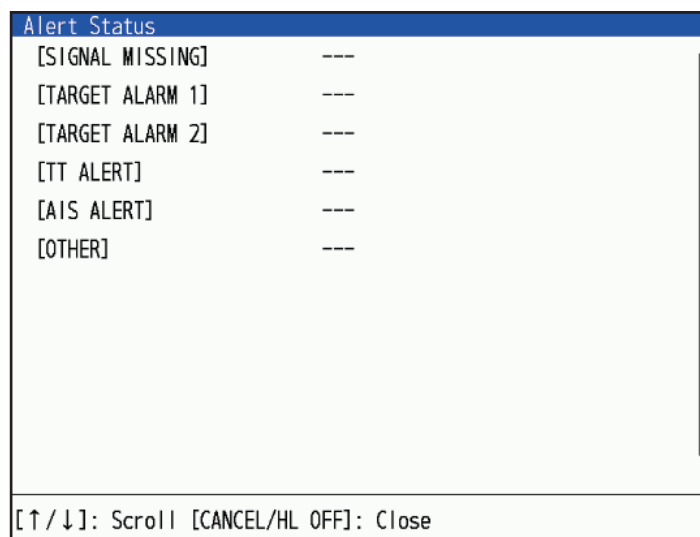 Alert Status
[SIGNAL MISSING] ---
[TARGET ALARM 1] ---
[TARGET ALARM 2] ---
[TT ALERT] ---
[AIS ALERT] ---
[OTHER] ---
[↑/↓]: Scroll [CANCEL/HL OFF]: Close